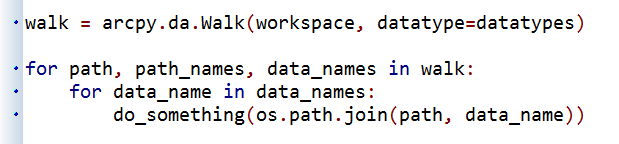 walk = arcpy.da.Walk(workspace, datatype=datatypes)
for path, path_names, data_names in walk:
    for data_name in data_names:
        do_something(os.path.join(path, data_name))